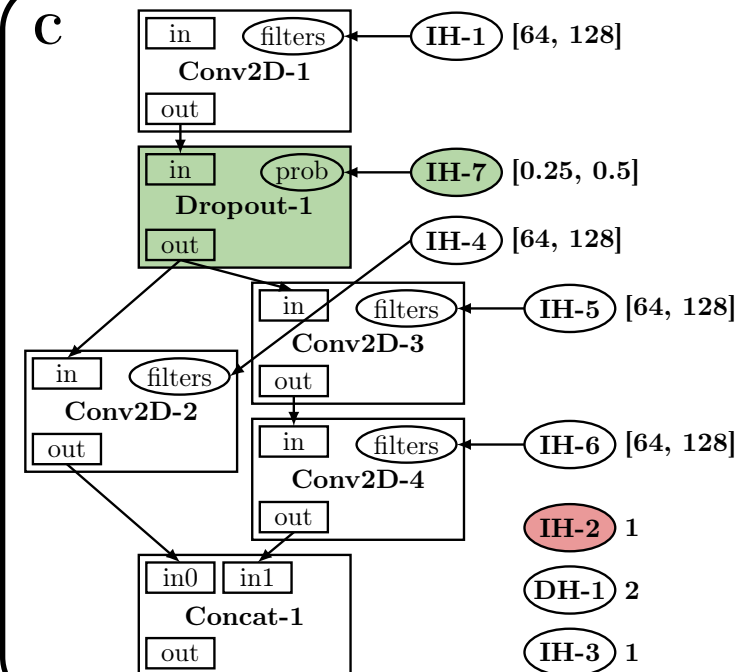 C
in filters IH-1 [64, 128]
Conv2D-1
out
in prob IH-7 [0.25, 0.5]
Dropout-1
out IH-4 [64, 128]
in filters IH-5 [64, 128]
Conv2D-3
in filters
out
Conv2D-2
out
in filters IH-6 [64, 128]
Conv2D-4
out
IH-2 1
in0 in1 DH-1 2
Concat-1
out IH-3 1